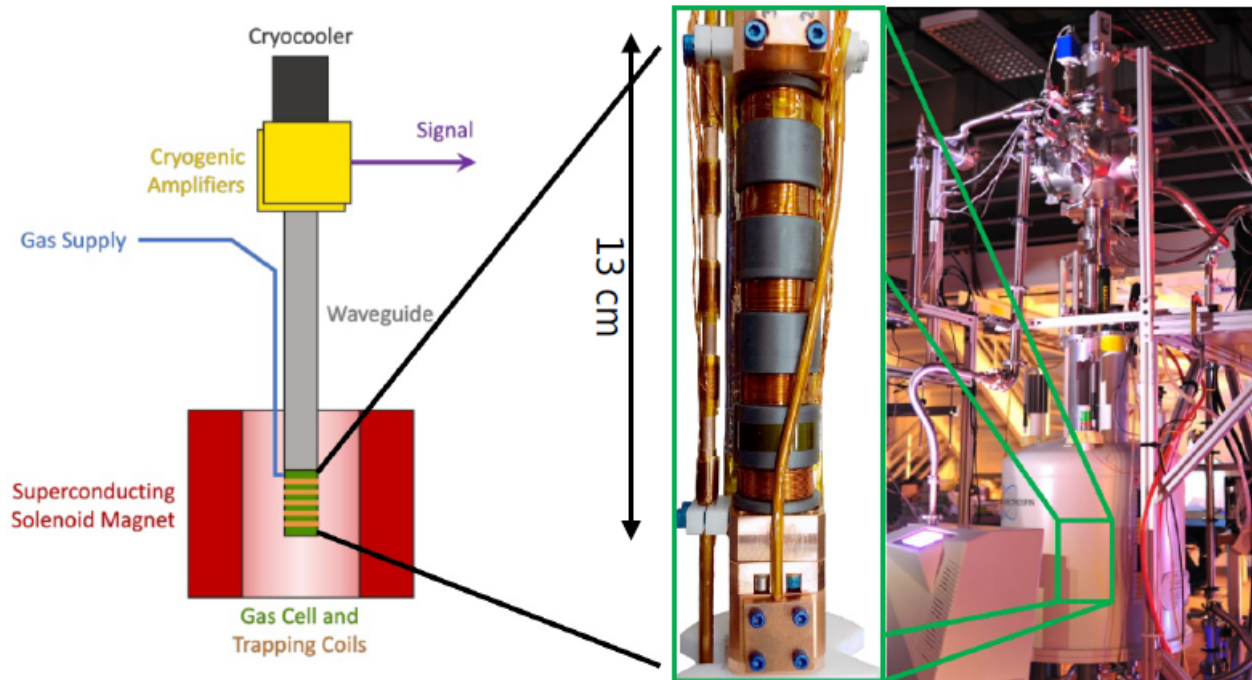 Cryocooler
Signal
Cryogenic
Amplifiers
Gas Supply
Waveguide
Superconducting
Solenoid Magnet
Gas Cell and
Trapping Coils
13 cm